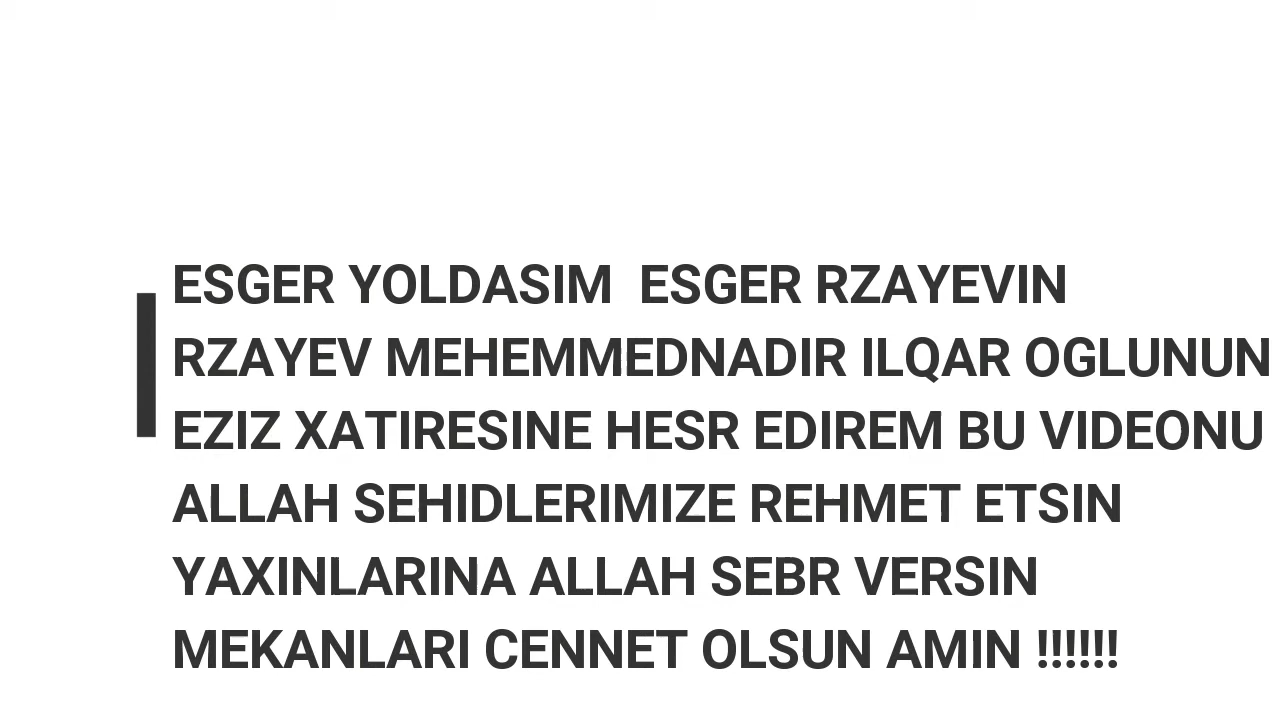 ESGER YOLDASIM  ESGER RZAYEVIN
RZAYEV MEHEMMEDNADIR ILQAR OGLUNUN
EZIZ XATIRESINE HESR EDIREM BU VIDEONU
ALLAH SEHIDLERIMIZE REHMET ETSIN
YAXINLARINA ALLAH SEBR VERSIN
MEKANLARI CENNET OLSUN AMIN !!!!!!